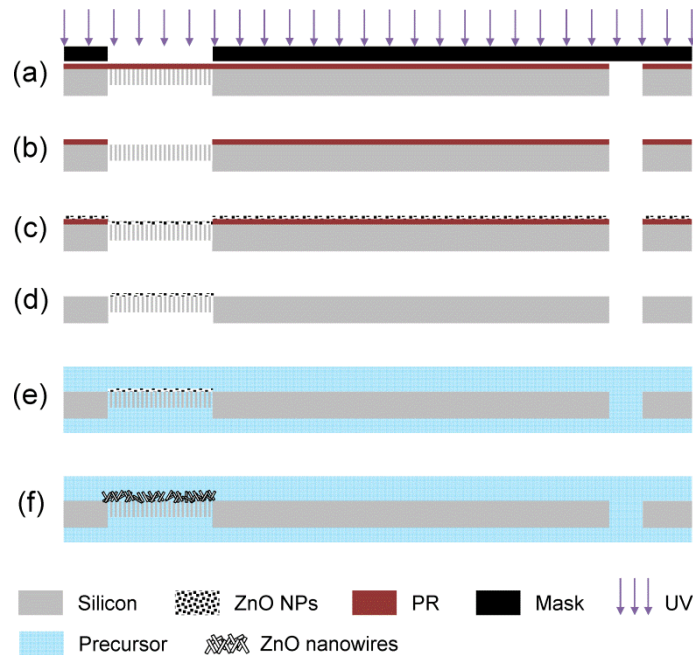 (a)
(b)
(c)
(d)
(e)
(f)
Silicon ZnO NPs PR Mask UV
Precursor ZnO nanowires